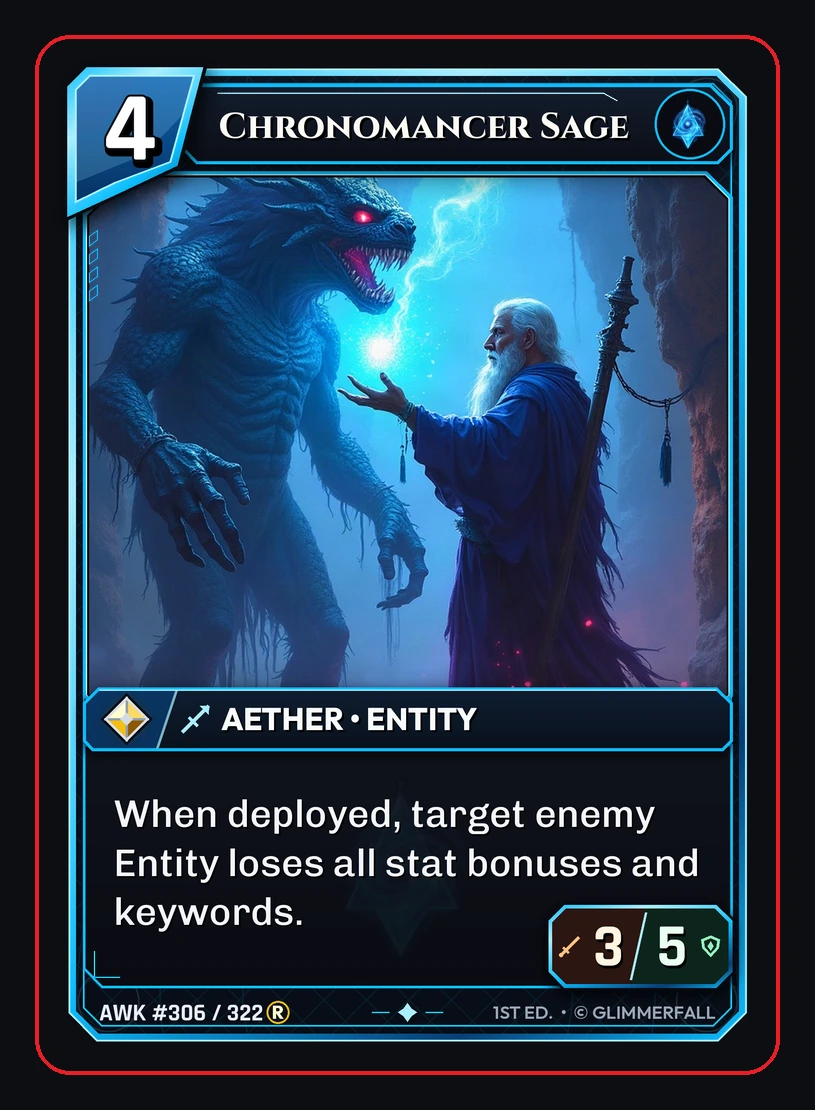 4
CHRONOMANCER SAGE
AETHER • ENTITY
When deployed, target enemy
Entity loses all stat bonuses and
keywords.
3 / 5
AWK #306 / 322 R
1ST ED. • © GLIMMERFALL